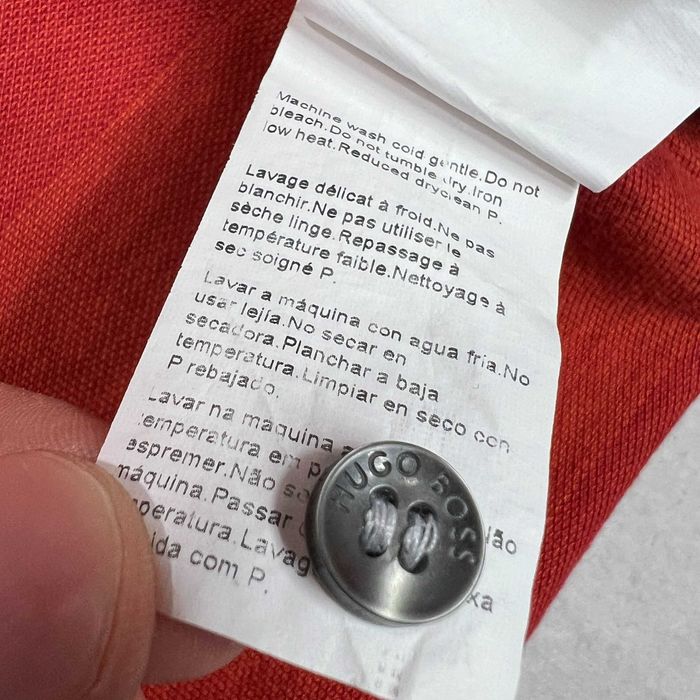 Machine wash cold gentle.Do not
bleach.Do not tumble dry.Iron
low heat.Reduced dryclean P.
Lavage délicat à froid.Ne pas
blanchir.Ne pas utiliser le
sèche linge.Repassage à
température faible.Nettoyage à
sec soigné P.
Lavar a máquina con agua fria.No
usar lejía.No secar en
secadora.Planchar a baja
temperatura.Limpiar en seco con
P rebajado.
Lavar na maquina
temperatura em
espremer.Não
máquina.Passar
Lavag
com P.
HUGO BOSS